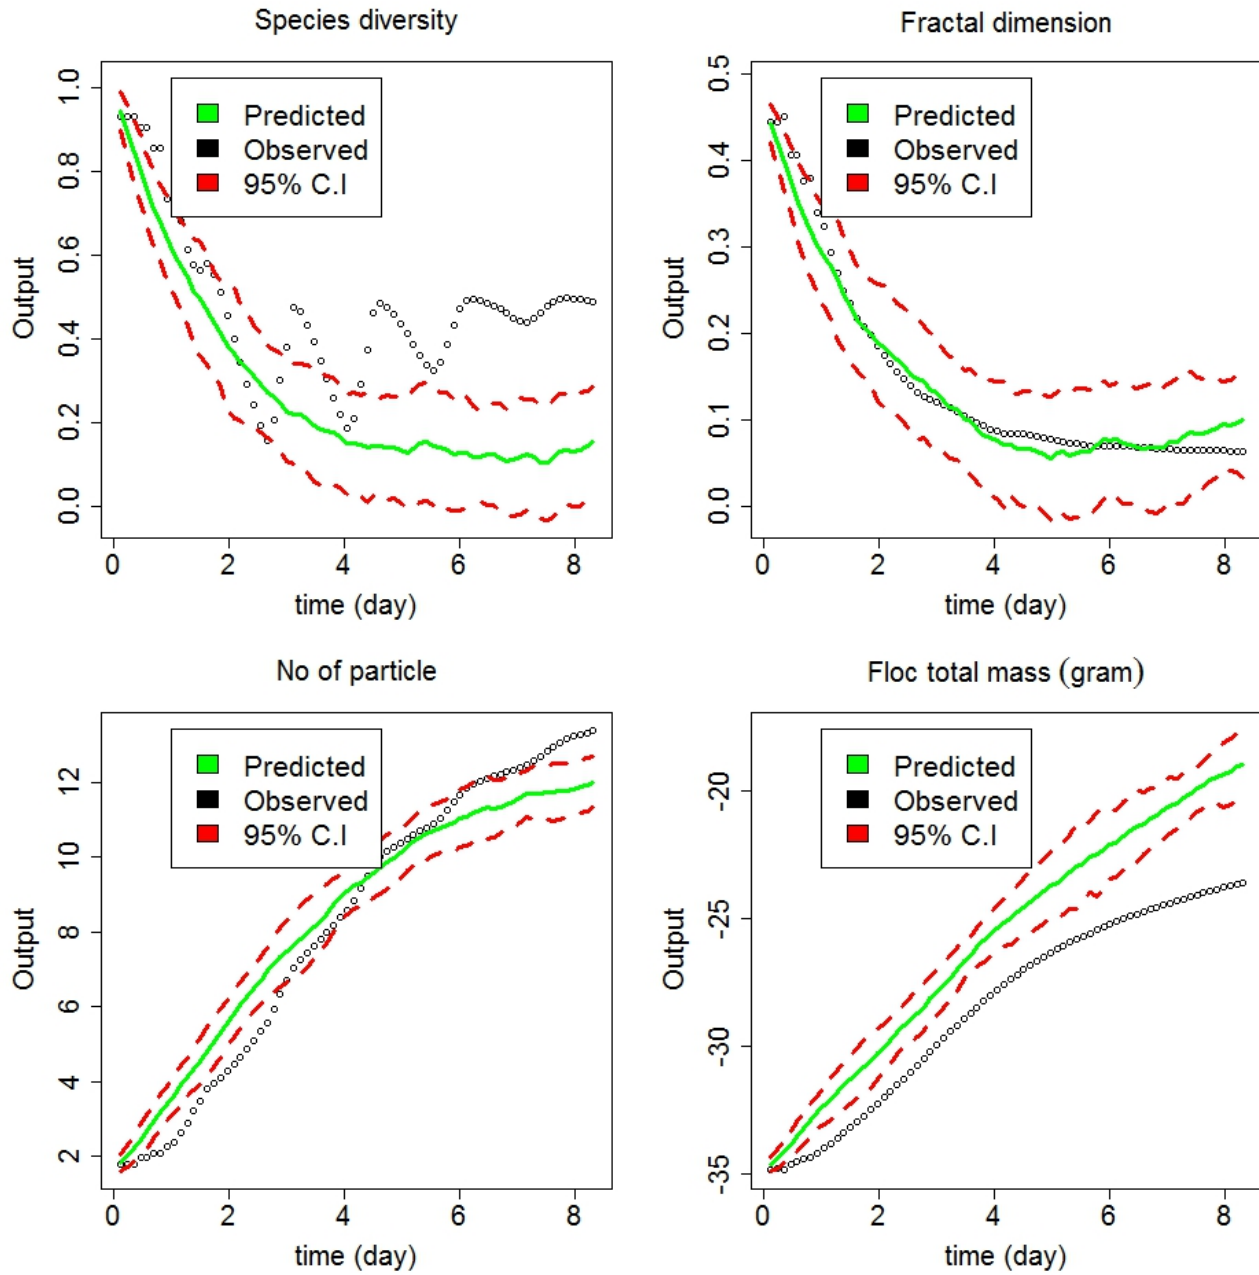 Species diversity
Output
1.0
0.8
0.6
0.4
0.2
0.0
Predicted
Observed
95% C.I
0 2 4 6 8
time (day)
Fractal dimension
Output
0.5
0.4
0.3
0.2
0.1
0.0
Predicted
Observed
95% C.I
0 2 4 6 8
time (day)
No of particle
Output
12
10
8
6
4
2
Predicted
Observed
95% C.I
0 2 4 6 8
time (day)
Floc total mass (gram)
Output
-20
-25
-30
-35
Predicted
Observed
95% C.I
0 2 4 6 8
time (day)